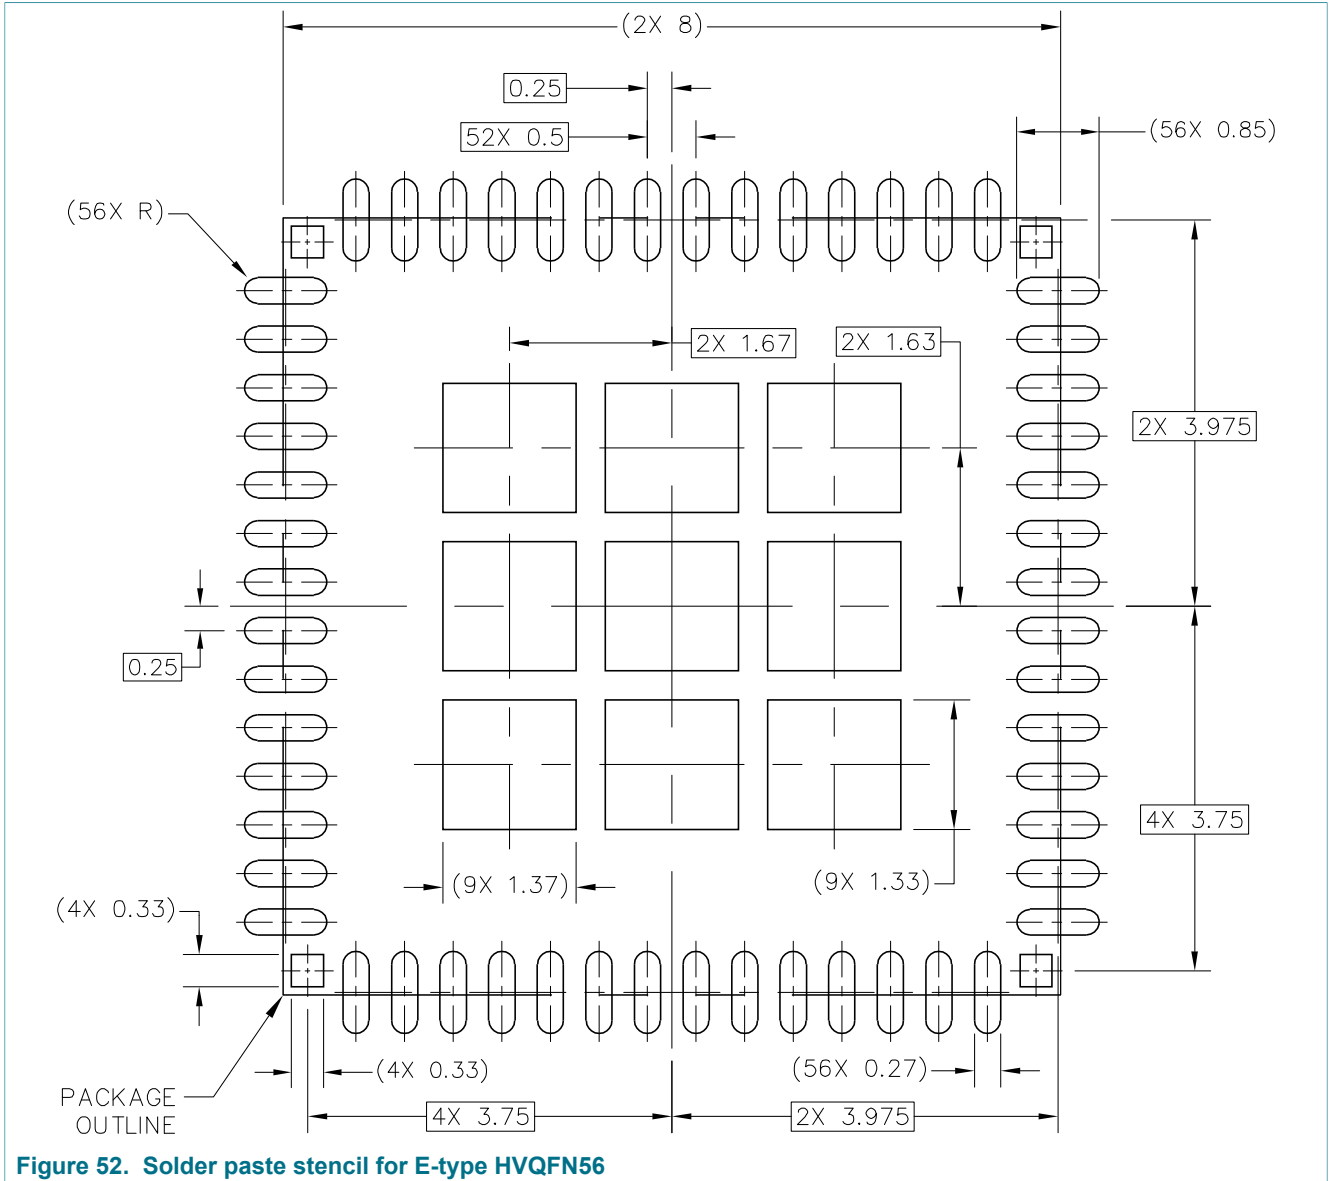 (2X 8)
0.25
52X 0.5
(56X 0.85)
(56X R)
2X 1.67
2X 1.63
2X 3.975
0.25
4X 3.75
(9X 1.37)
(9X 1.33)
(4X 0.33)
(4X 0.33)
(56X 0.27)
PACKAGE
OUTLINE
4X 3.75
2X 3.975
Figure 52. Solder paste stencil for E-type HVQFN56